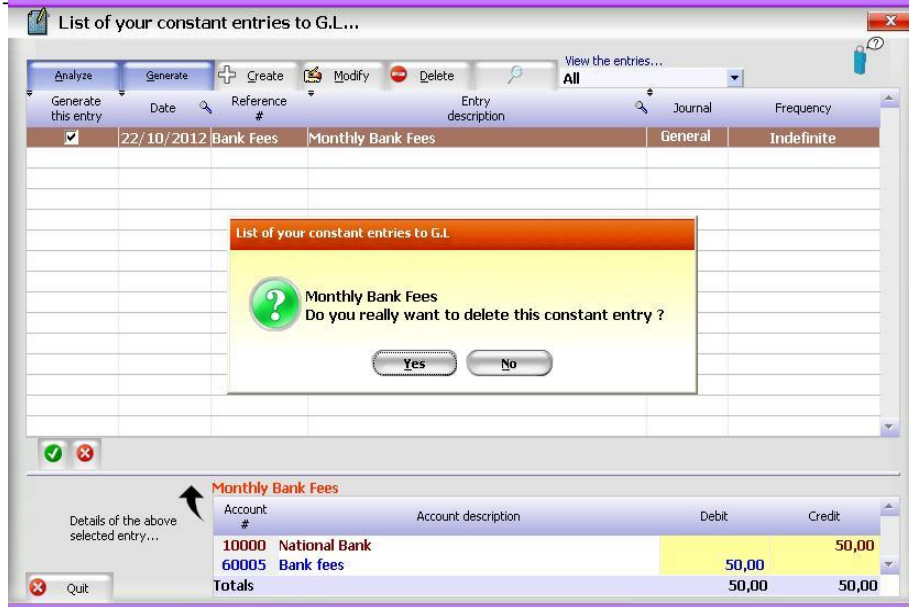 List of your constant entries to G.L...
Analyze Generate Create Modify Delete
View the entries...
All
Generate this entry Date Reference # Entry description Journal Frequency
22/10/2012 Bank Fees Monthly Bank Fees General Indefinite
List of your constant entries to G.L
Monthly Bank Fees
Do you really want to delete this constant entry ?
Yes No
Monthly Bank Fees
Details of the above
selected entry...
Account # Account description Debit Credit
10000 National Bank 50,00
60005 Bank fees 50,00
Quit
Totals 50,00 50,00